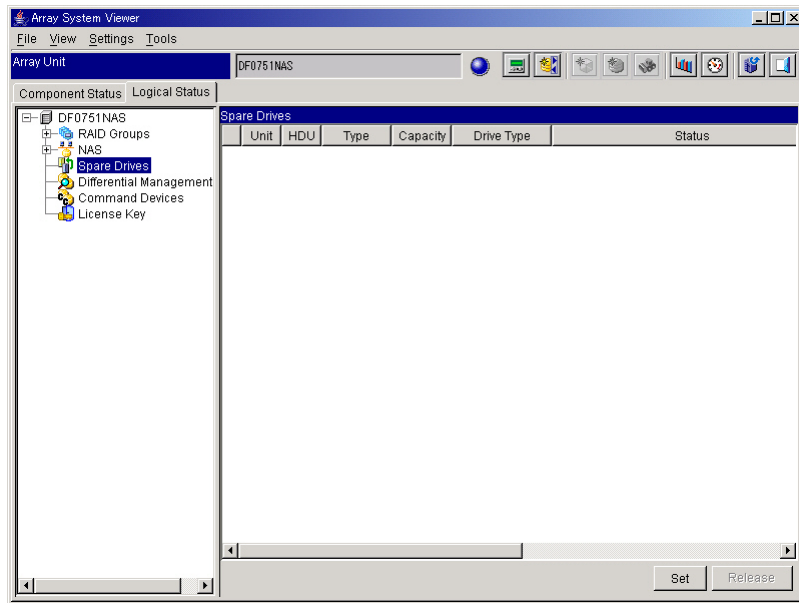 Array System Viewer
File View Settings Tools
Array Unit
DF0751NAS
Component Status Logical Status
DF0751NAS
RAID Groups
NAS
Spare Drives
Differential Management
Command Devices
License Key
Spare Drives
Unit HDU Type Capacity Drive Type Status
Set Release